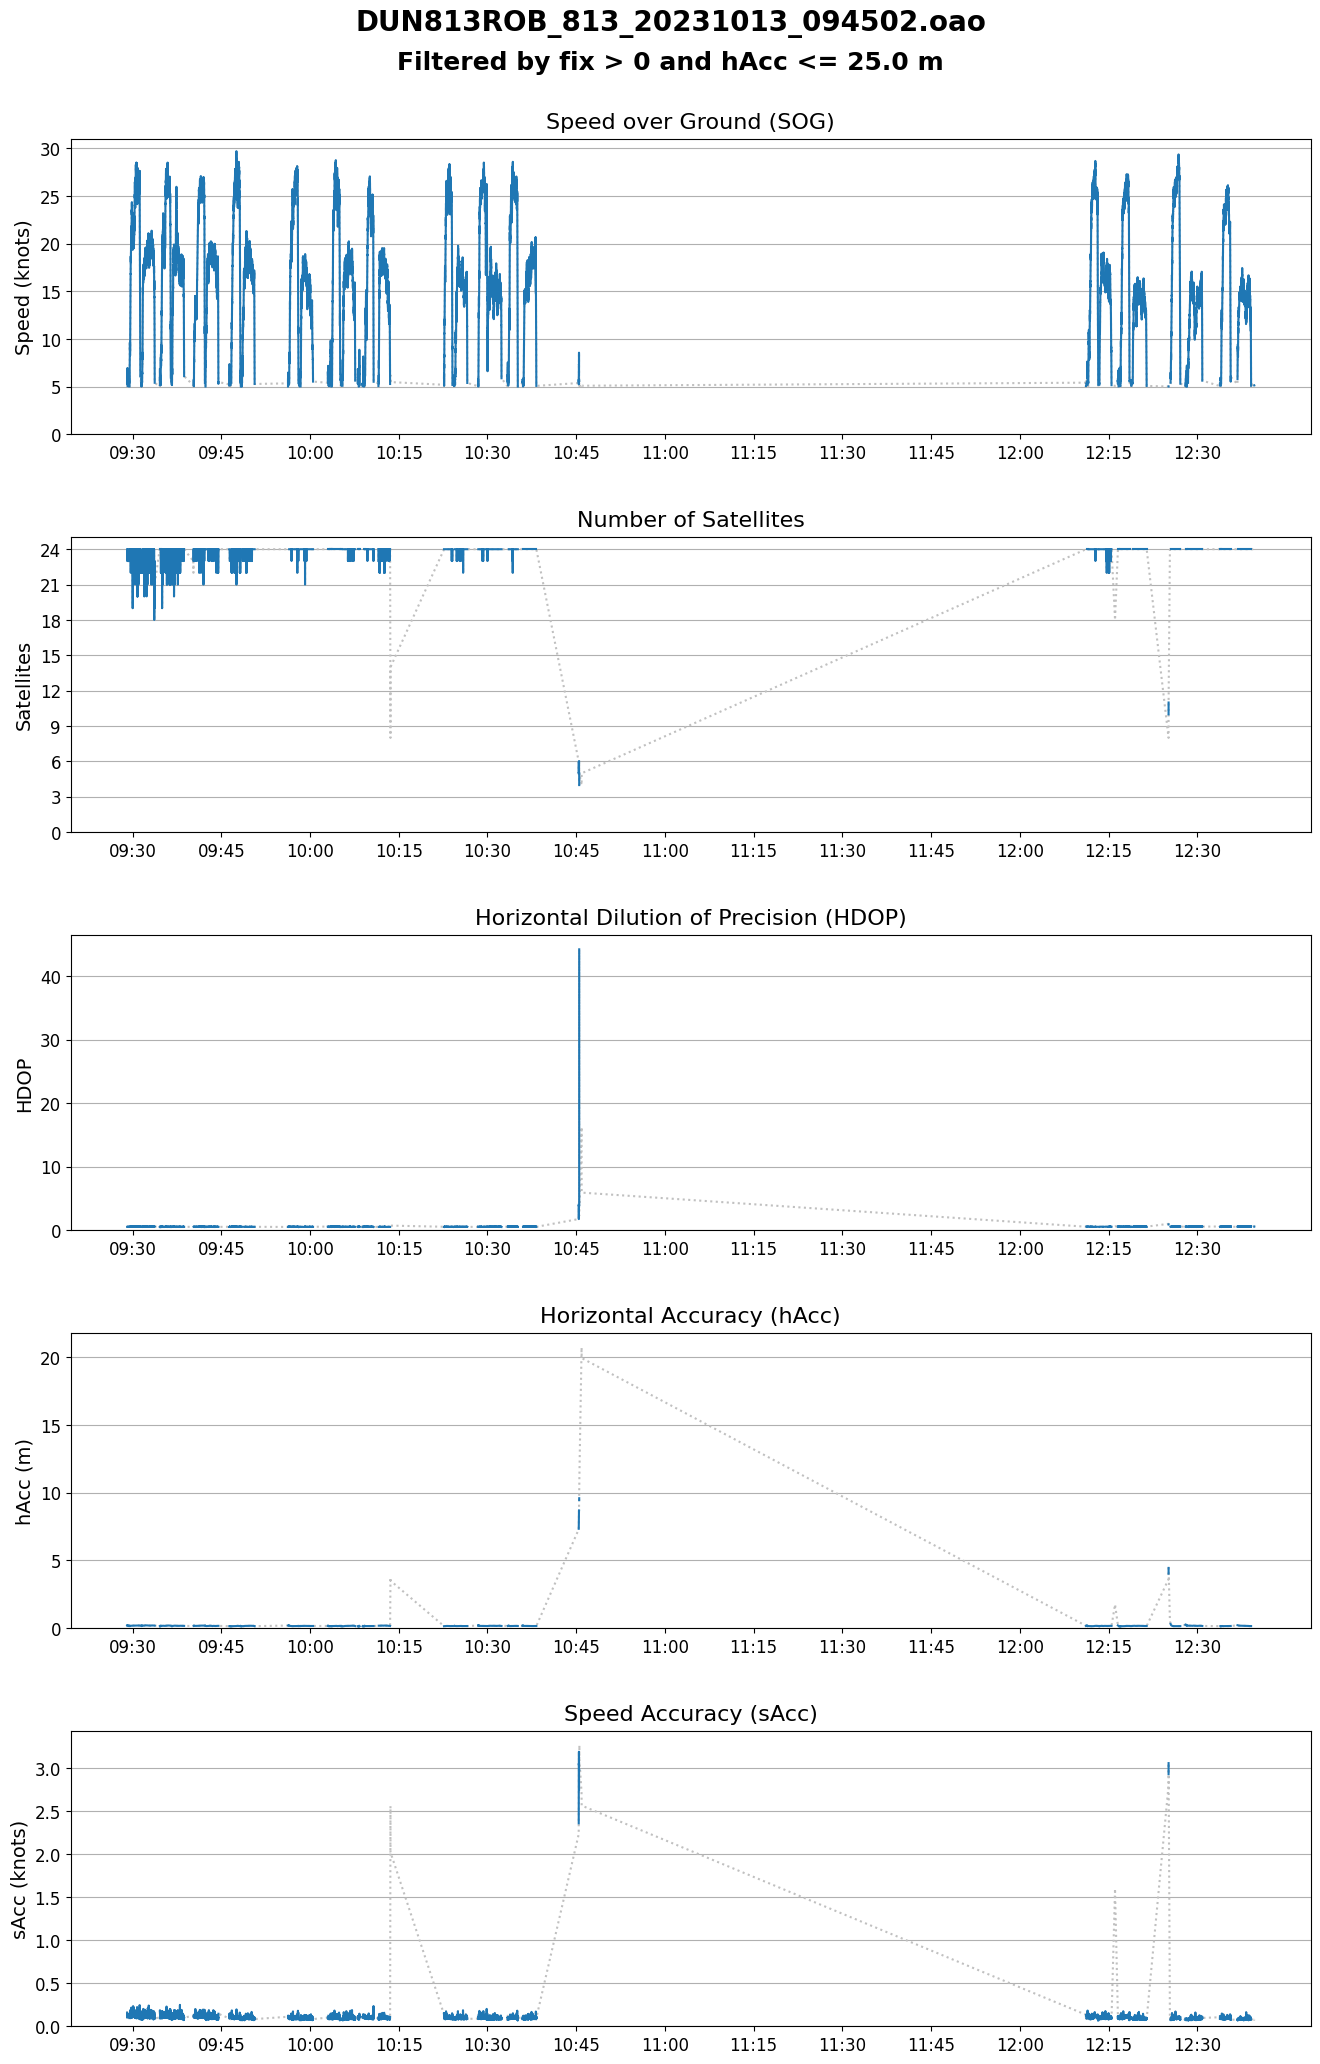 DUN813ROB_813_20231013_094502.oao
Filtered by fix > 0 and hAcc <= 25.0 m
Speed over Ground (SOG)
30
25
20
15
10
5
0
Speed (knots)
09:30 09:45 10:00 10:15 10:30 10:45 11:00 11:15 11:30 11:45 12:00 12:15 12:30
Number of Satellites
24
21
18
15
12
9
6
3
0
Satellites
09:30 09:45 10:00 10:15 10:30 10:45 11:00 11:15 11:30 11:45 12:00 12:15 12:30
Horizontal Dilution of Precision (HDOP)
40
30
20
10
0
HDOP
09:30 09:45 10:00 10:15 10:30 10:45 11:00 11:15 11:30 11:45 12:00 12:15 12:30
Horizontal Accuracy (hAcc)
20
15
10
5
0
hAcc (m)
09:30 09:45 10:00 10:15 10:30 10:45 11:00 11:15 11:30 11:45 12:00 12:15 12:30
Speed Accuracy (sAcc)
3.0
2.5
2.0
1.5
1.0
0.5
0.0
sAcc (knots)
09:30 09:45 10:00 10:15 10:30 10:45 11:00 11:15 11:30 11:45 12:00 12:15 12:30